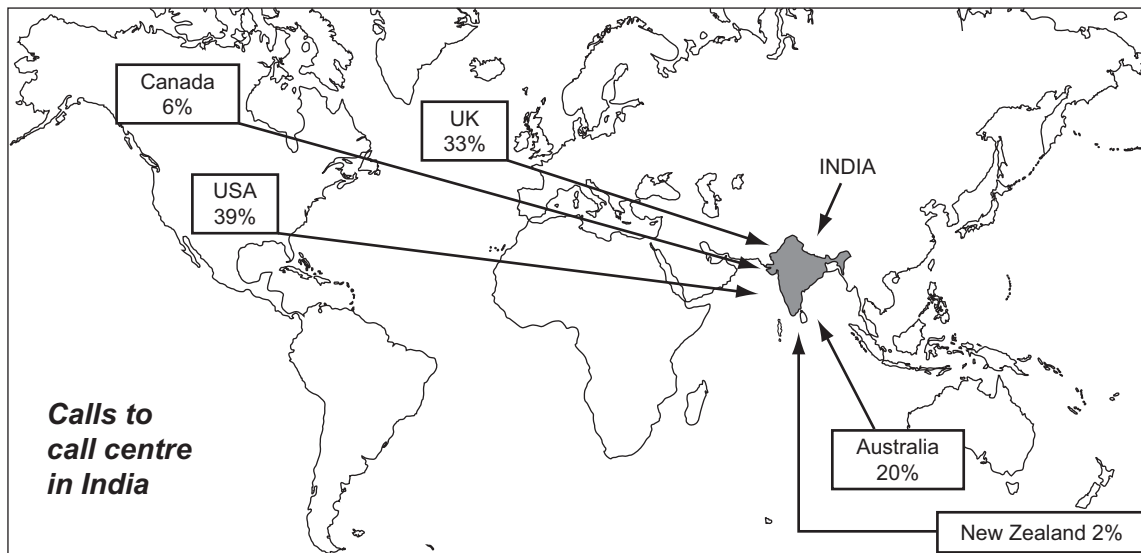 Canada
6%
UK
33%
INDIA
USA
39%
Calls to
call centre
in India
Australia
20%
New Zealand 2%